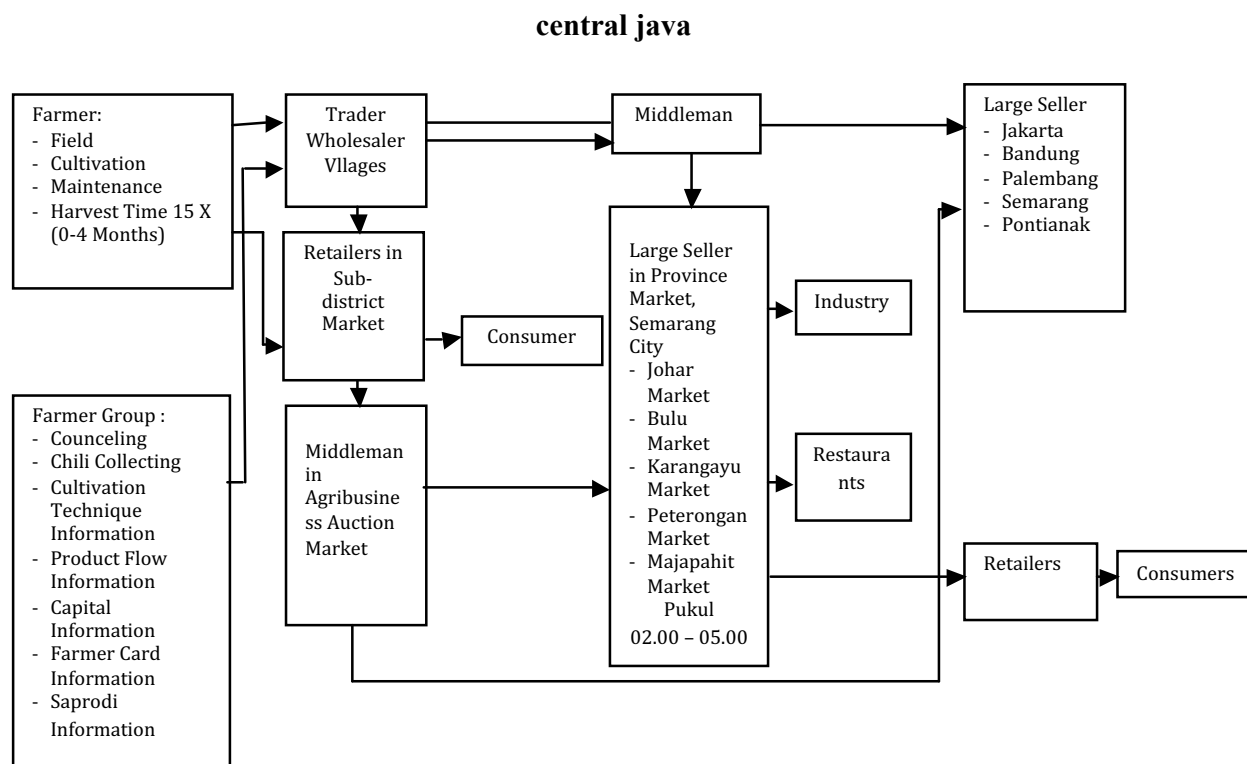 central java
Farmer:
- Field
- Cultivation
- Maintenance
- Harvest Time 15 X
(0-4 Months)
Farmer Group :
- Counceling
- Chili Collecting
- Cultivation
Technique
Information
- Product Flow
Information
- Capital
Information
- Farmer Card
Information
- Saprodi
Information
Trader
Wholesaler
Vllages
Retailers in
Sub-
district
Market
Consumer
Middleman
in
Agribusine
ss Auction
Market
Middleman
Large Seller
in Province
Market,
Semarang
City
- Johar
Market
- Bulu
Market
- Karangayu
Market
- Peterongan
Market
- Majapahit
Market
Pukul
02.00 – 05.00
Industry
Restaura
nts
Large Seller
- Jakarta
- Bandung
- Palembang
- Semarang
- Pontianak
Retailers
Consumers